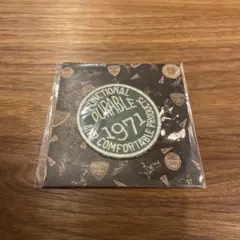 FUNCTIONAL
DURABLE
1971
COMFORTABLE PRODUCTS